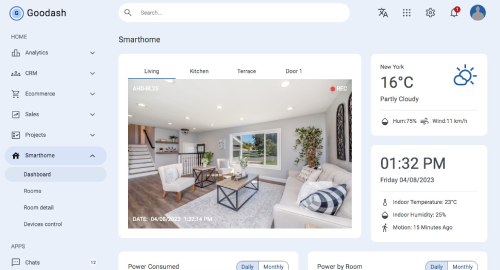 Goodash
Search...
HOME
Analytics
CRM
Ecommerce
Sales
Projects
Smarthome
Dashboard
Rooms
Room detail
Devices control
APPS
Chats
12
Smarthome
Living
Kitchen
Terrace
Door 1
REC
DATE: 04/08/2023 1:32:14 PM
New York
16°C
Partly Cloudy
Hum:75%
Wind:11 km/h
01:32 PM
Friday 04/08/2023
Indoor Temperature: 23°C
Indoor Humidity: 25%
Motion: 15 Minutes Ago
Power Consumed
Daily
Monthly
Power by Room
Daily
Monthly